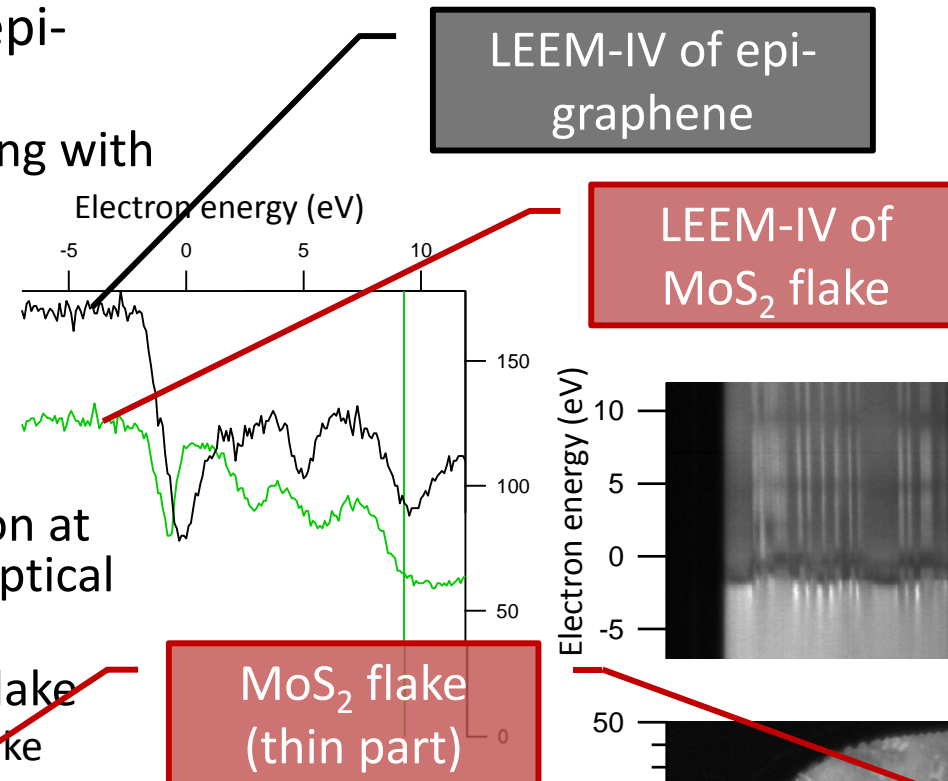 epi-
LEEM-IV of epi-
graphene
ng with
Electron energy (eV)
-5 0 5 10
LEEM-IV of
MoS₂ flake
150
100
50
0
Electron energy (eV)
10
5
0
-5
on at
ptical
lake
ke
MoS₂ flake
(thin part)
50